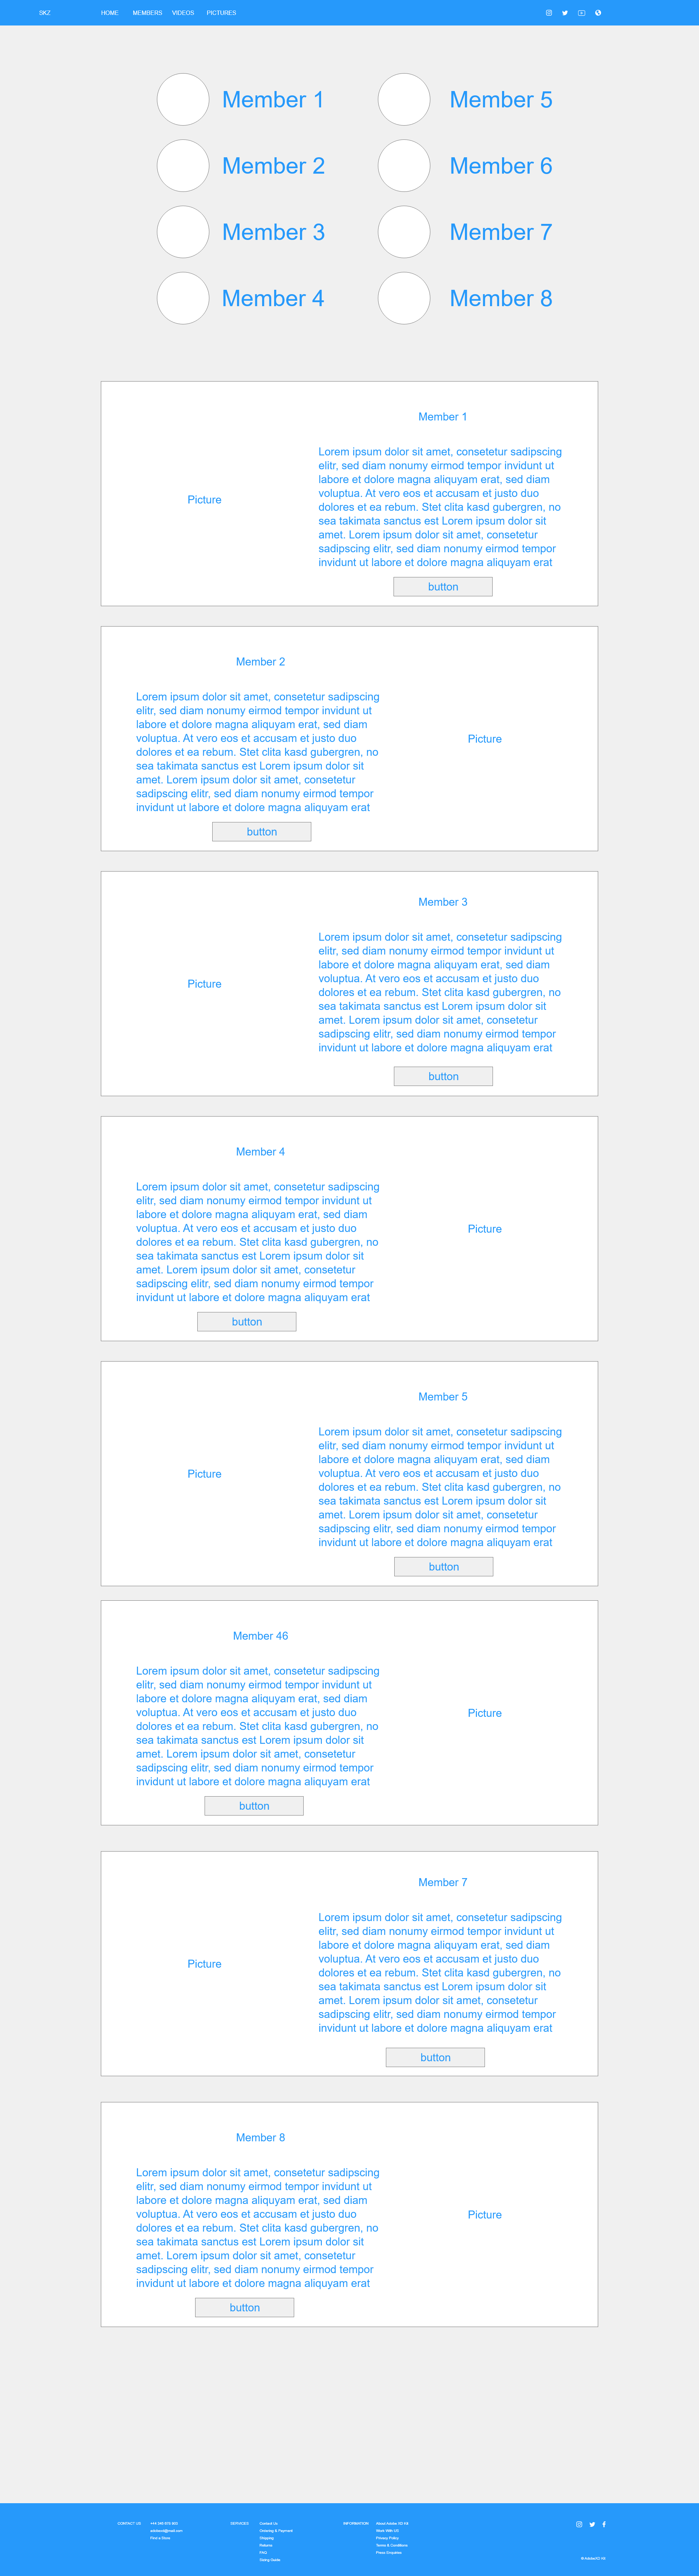 SKZ HOME MEMBERS VIDEOS PICTURES
Member 1 Member 5
Member 2 Member 6
Member 3 Member 7
Member 4 Member 8
Member 1
Lorem ipsum dolor sit amet, consetetur sadipscing
elitr, sed diam nonumy eirmod tempor invidunt ut
labore et dolore magna aliquyam erat, sed diam
voluptua. At vero eos et accusam et justo duo
dolores et ea rebum. Stet clita kasd gubergren, no
sea takimata sanctus est Lorem ipsum dolor sit
amet. Lorem ipsum dolor sit amet, consetetur
sadipscing elitr, sed diam nonumy eirmod tempor
invidunt ut labore et dolore magna aliquyam erat
Picture
button
Member 2
Lorem ipsum dolor sit amet, consetetur sadipscing
elitr, sed diam nonumy eirmod tempor invidunt ut
labore et dolore magna aliquyam erat, sed diam
voluptua. At vero eos et accusam et justo duo
dolores et ea rebum. Stet clita kasd gubergren, no
sea takimata sanctus est Lorem ipsum dolor sit
amet. Lorem ipsum dolor sit amet, consetetur
sadipscing elitr, sed diam nonumy eirmod tempor
invidunt ut labore et dolore magna aliquyam erat
Picture
button
Member 3
Lorem ipsum dolor sit amet, consetetur sadipscing
elitr, sed diam nonumy eirmod tempor invidunt ut
labore et dolore magna aliquyam erat, sed diam
voluptua. At vero eos et accusam et justo duo
dolores et ea rebum. Stet clita kasd gubergren, no
sea takimata sanctus est Lorem ipsum dolor sit
amet. Lorem ipsum dolor sit amet, consetetur
sadipscing elitr, sed diam nonumy eirmod tempor
invidunt ut labore et dolore magna aliquyam erat
Picture
button
Member 4
Lorem ipsum dolor sit amet, consetetur sadipscing
elitr, sed diam nonumy eirmod tempor invidunt ut
labore et dolore magna aliquyam erat, sed diam
voluptua. At vero eos et accusam et justo duo
dolores et ea rebum. Stet clita kasd gubergren, no
sea takimata sanctus est Lorem ipsum dolor sit
amet. Lorem ipsum dolor sit amet, consetetur
sadipscing elitr, sed diam nonumy eirmod tempor
invidunt ut labore et dolore magna aliquyam erat
Picture
button
Member 5
Lorem ipsum dolor sit amet, consetetur sadipscing
elitr, sed diam nonumy eirmod tempor invidunt ut
labore et dolore magna aliquyam erat, sed diam
voluptua. At vero eos et accusam et justo duo
dolores et ea rebum. Stet clita kasd gubergren, no
sea takimata sanctus est Lorem ipsum dolor sit
amet. Lorem ipsum dolor sit amet, consetetur
sadipscing elitr, sed diam nonumy eirmod tempor
invidunt ut labore et dolore magna aliquyam erat
Picture
button
Member 46
Lorem ipsum dolor sit amet, consetetur sadipscing
elitr, sed diam nonumy eirmod tempor invidunt ut
labore et dolore magna aliquyam erat, sed diam
voluptua. At vero eos et accusam et justo duo
dolores et ea rebum. Stet clita kasd gubergren, no
sea takimata sanctus est Lorem ipsum dolor sit
amet. Lorem ipsum dolor sit amet, consetetur
sadipscing elitr, sed diam nonumy eirmod tempor
invidunt ut labore et dolore magna aliquyam erat
Picture
button
Member 7
Lorem ipsum dolor sit amet, consetetur sadipscing
elitr, sed diam nonumy eirmod tempor invidunt ut
labore et dolore magna aliquyam erat, sed diam
voluptua. At vero eos et accusam et justo duo
dolores et ea rebum. Stet clita kasd gubergren, no
sea takimata sanctus est Lorem ipsum dolor sit
amet. Lorem ipsum dolor sit amet, consetetur
sadipscing elitr, sed diam nonumy eirmod tempor
invidunt ut labore et dolore magna aliquyam erat
Picture
button
Member 8
Lorem ipsum dolor sit amet, consetetur sadipscing
elitr, sed diam nonumy eirmod tempor invidunt ut
labore et dolore magna aliquyam erat, sed diam
voluptua. At vero eos et accusam et justo duo
dolores et ea rebum. Stet clita kasd gubergren, no
sea takimata sanctus est Lorem ipsum dolor sit
amet. Lorem ipsum dolor sit amet, consetetur
sadipscing elitr, sed diam nonumy eirmod tempor
invidunt ut labore et dolore magna aliquyam erat
Picture
button
CONTACT US
Find a Store
SERVICES
Contact Us
Ordering & Payment
Shipping
Returns
FAQ
Sizing Guide
INFORMATION
Work With US
Privacy Policy
Terms & Conditions
Press Enquiries